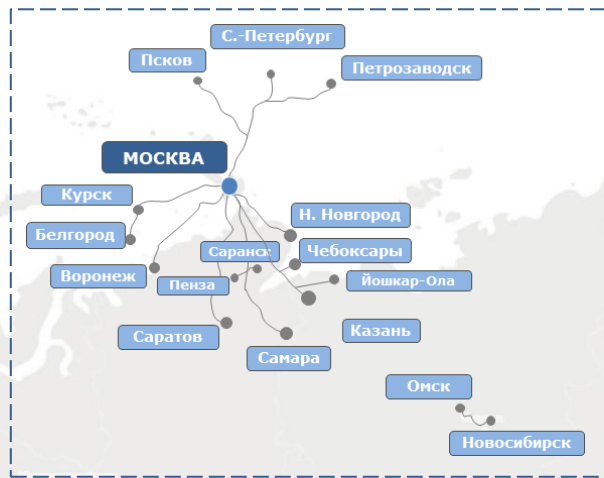 С.-Петербург
Псков
Петрозаводск
МОСКВА
Курск
Н. Новгород
Белгород
Саранск
Чебоксары
Воронеж
Пенза
Йошкар-Ола
Саратов
Казань
Самара
Омск
Новосибирск